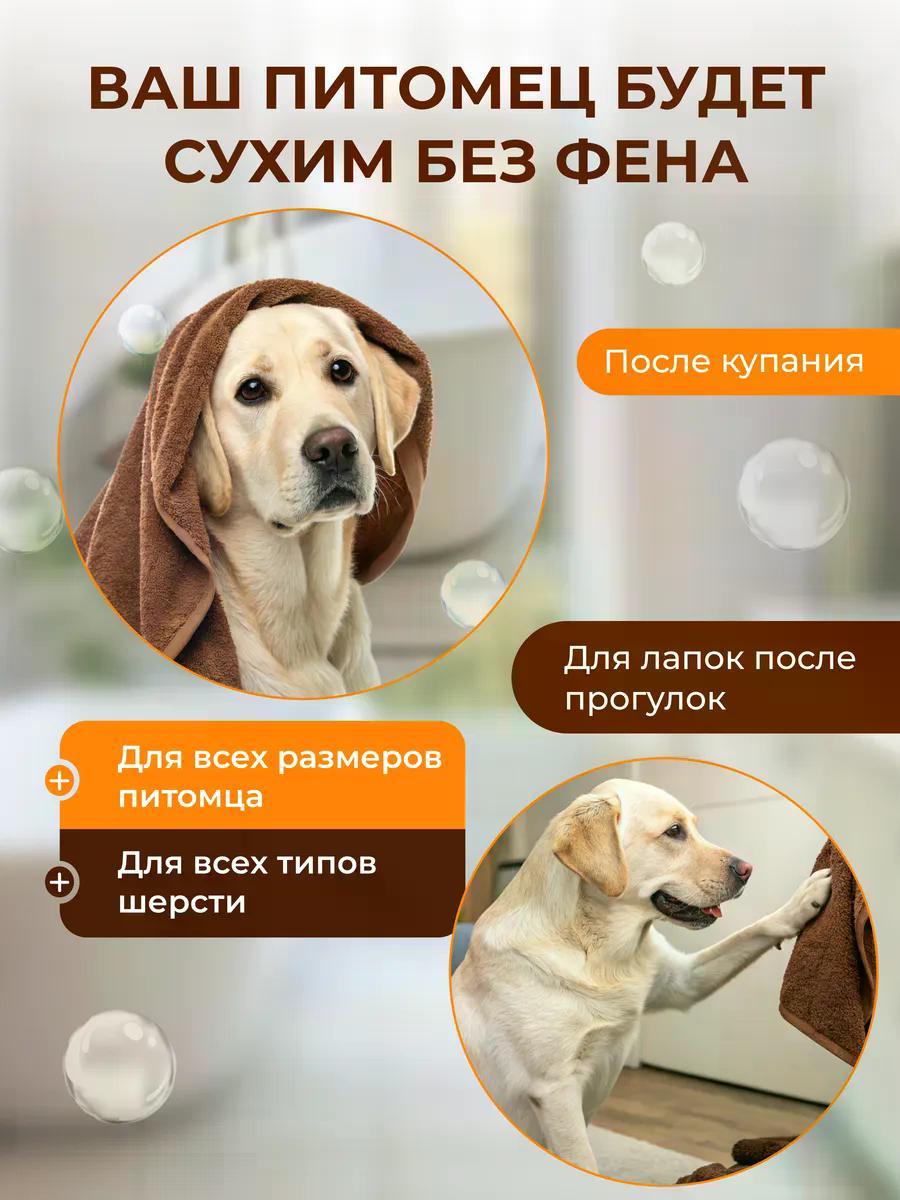 ВАШ ПИТОМЕЦ БУДЕТ
СУХИМ БЕЗ ФЕНА
После купания
Для лапок после
прогулок
Для всех размеров
питомца
Для всех типов
шерсти